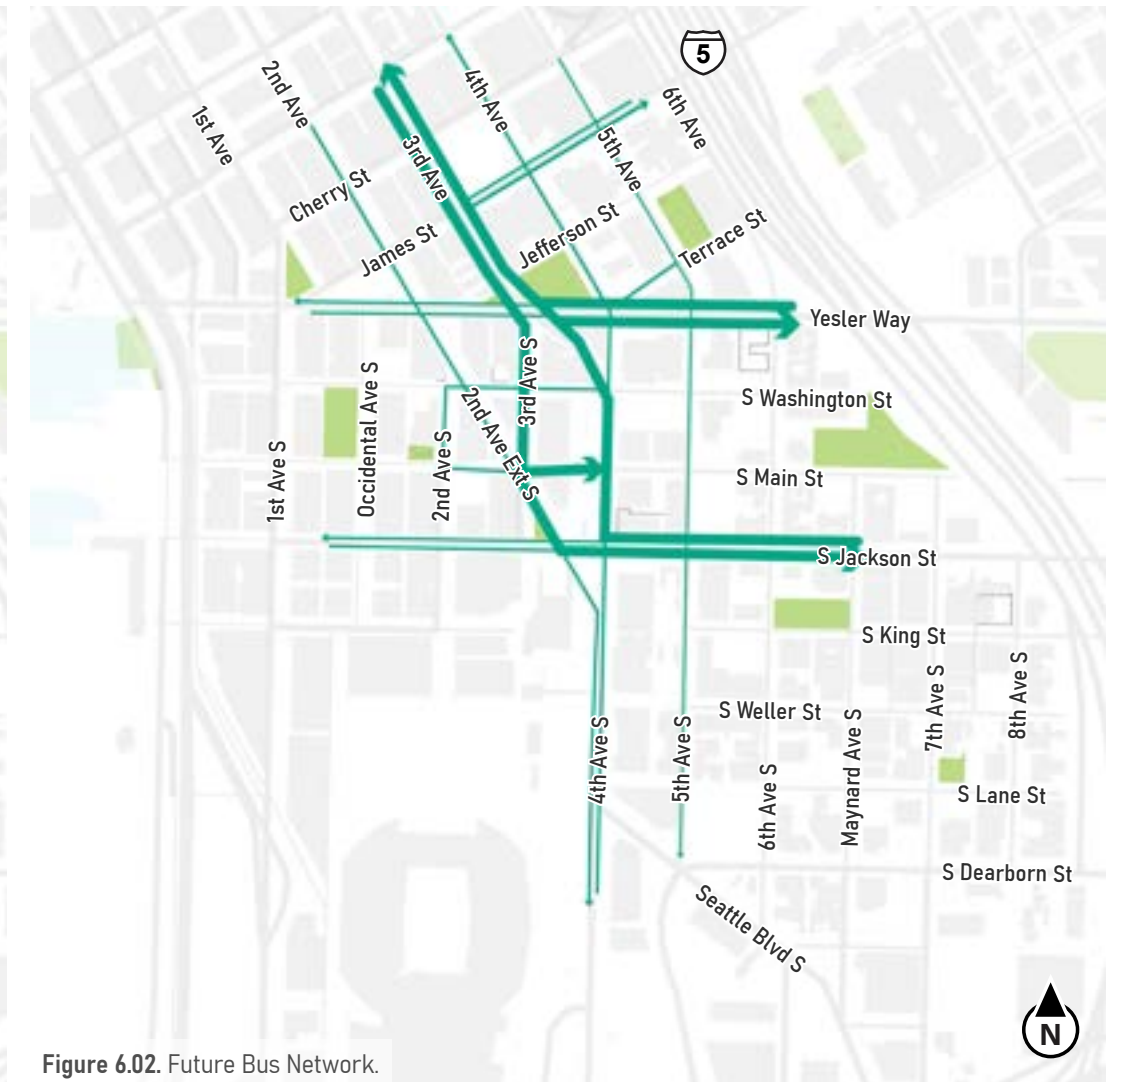 5
2nd Ave
4th Ave
6th Ave
1st Ave
3rd Ave
5th Ave
Cherry St
James St
Jefferson St
Terrace St
Yesler Way
3rd Ave S
S Washington St
Occidental Ave S
2nd Ave Ext S
1st Ave S
2nd Ave S
S Main St
S Jackson St
S King St
7th Ave S
8th Ave S
S Weller St
4th Ave S
5th Ave S
6th Ave S
Maynard Ave S
S Lane St
S Dearborn St
Seattle Blvd S
N
Figure 6.02. Future Bus Network.